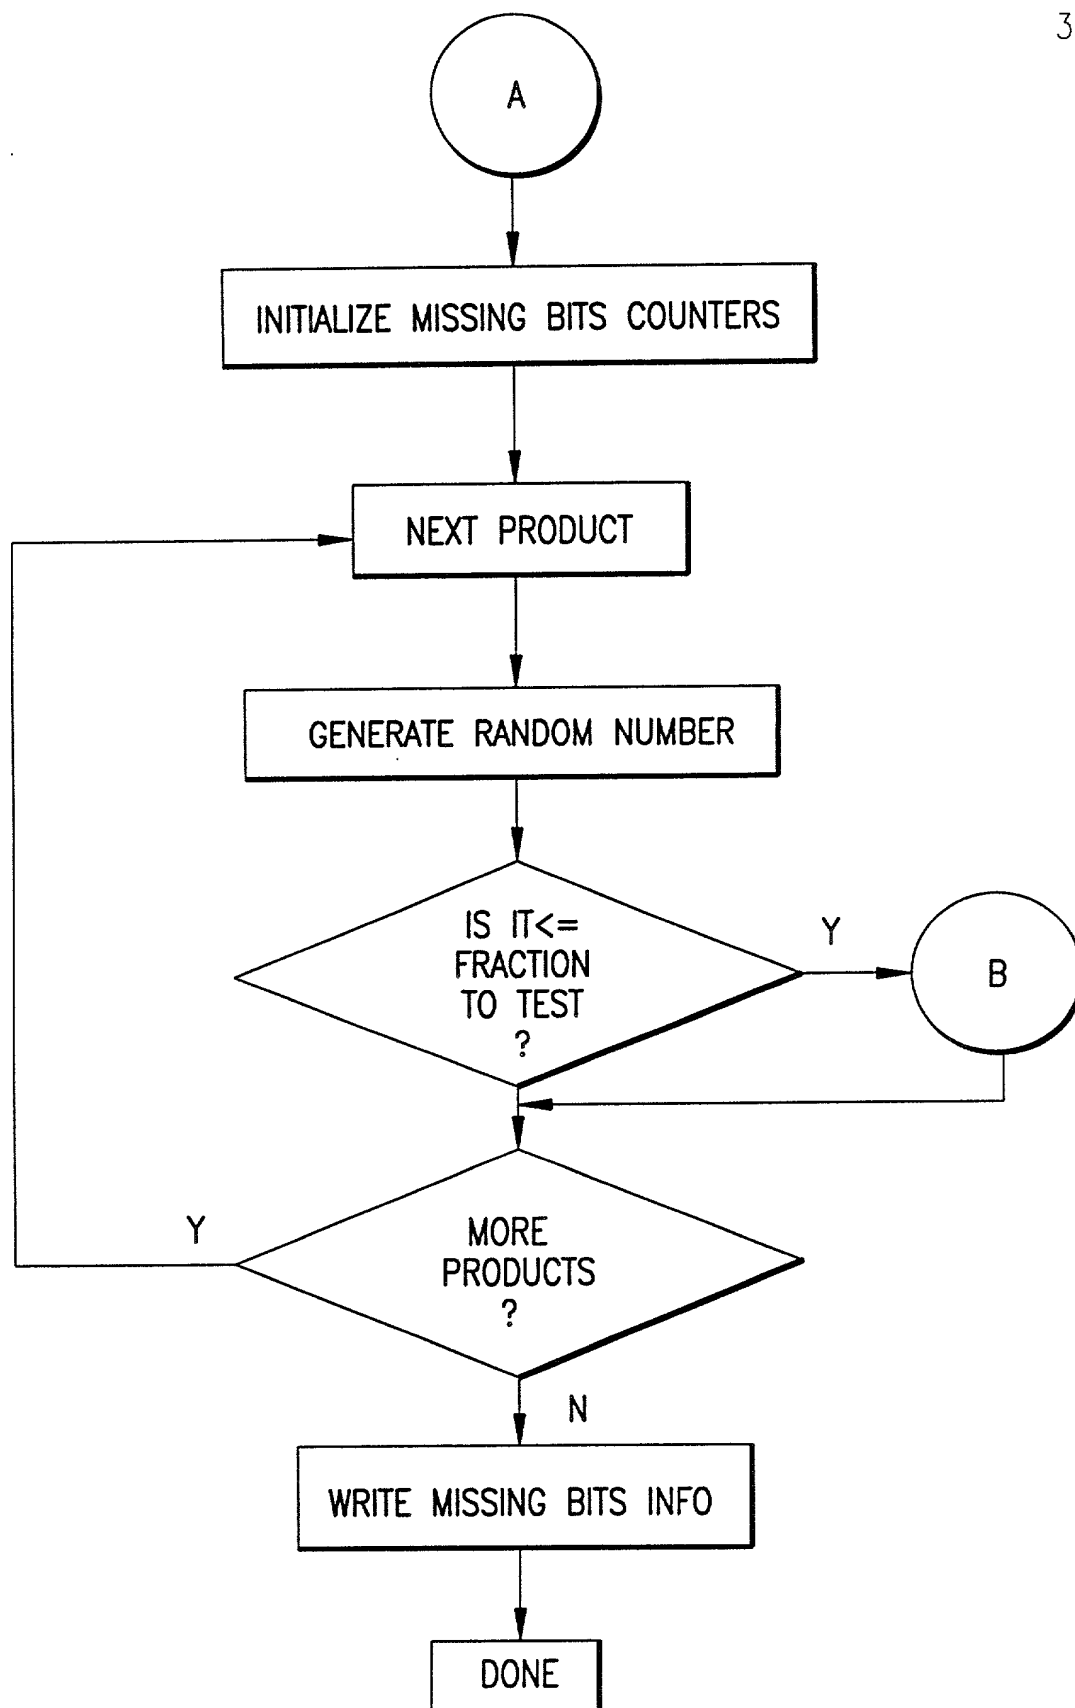 3
A
INITIALIZE MISSING BITS COUNTERS
NEXT PRODUCT
GENERATE RANDOM NUMBER
IS IT<=
FRACTION
TO TEST
?
Y
B
MORE
PRODUCTS
?
Y
N
WRITE MISSING BITS INFO
DONE